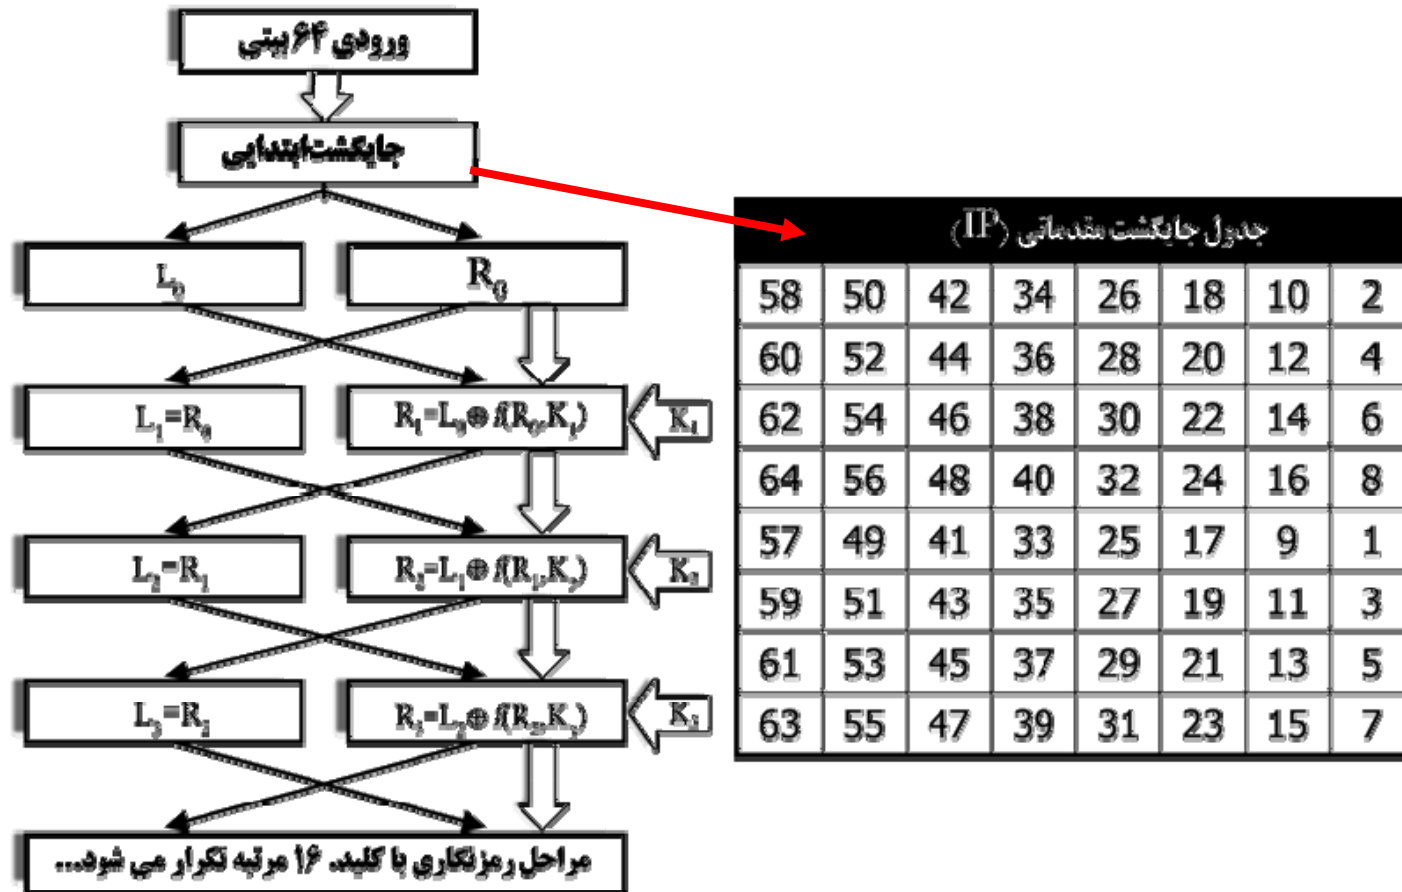 ورودی ۶۴ بیتی
جایگشت ابتدایی
L₀
R₀
L₁=R₀
R₁=L₀⊕f(R₀,K₁)
K₁
L₂=R₁
R₂=L₁⊕f(R₁,K₂)
K₂
L₃=R₂
R₃=L₂⊕f(R₂,K₃)
K₃
مراحل رمزنگاری با کلید. ۱۶ مرتبه تکرار می شود...
جدول جایگشت مقدماتی (IP)
58 50 42 34 26 18 10 2
60 52 44 36 28 20 12 4
62 54 46 38 30 22 14 6
64 56 48 40 32 24 16 8
57 49 41 33 25 17 9 1
59 51 43 35 27 19 11 3
61 53 45 37 29 21 13 5
63 55 47 39 31 23 15 7